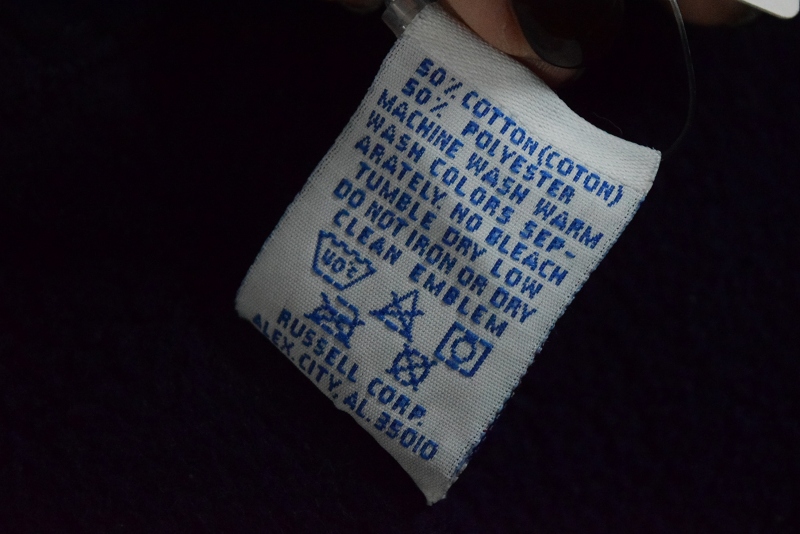 50% COTTON (COTON)
50% POLYESTER
MACHINE WASH WARM
WASH COLORS SEP-
ARATELY. NO BLEACH
TUMBLE DRY LOW
DO NOT IRON OR DRY
CLEAN EMBLEM
40°C
RUSSELL CORP.
ALEX. CITY, AL. 35010